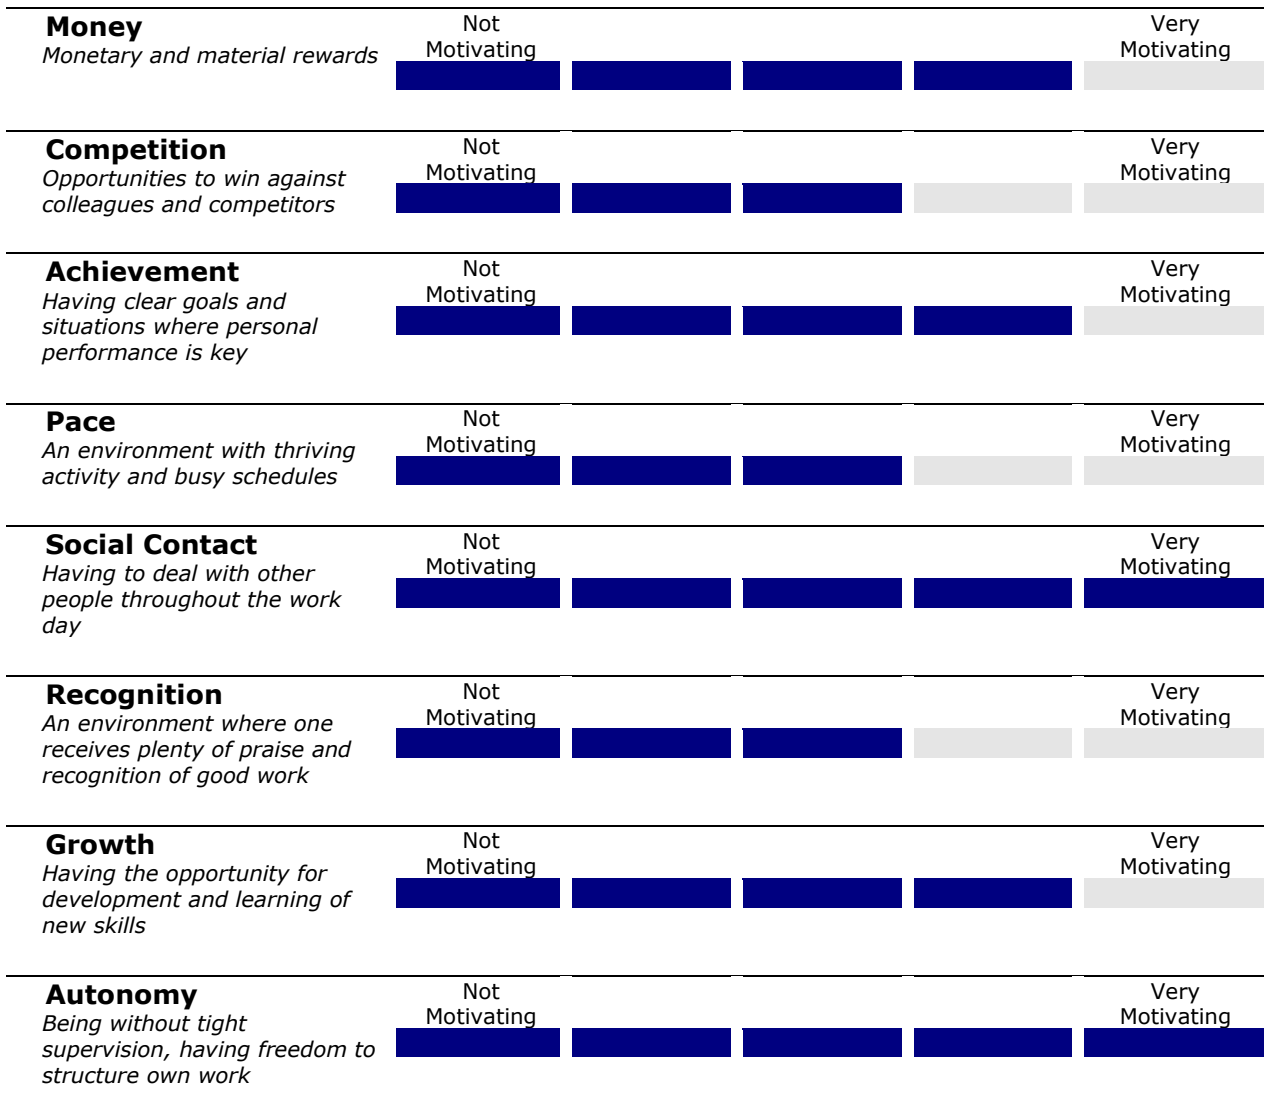 Money
Monetary and material rewards
Not
Motivating
Very
Motivating
Competition
Opportunities to win against
colleagues and competitors
Not
Motivating
Very
Motivating
Achievement
Having clear goals and
situations where personal
performance is key
Not
Motivating
Very
Motivating
Pace
An environment with thriving
activity and busy schedules
Not
Motivating
Very
Motivating
Social Contact
Having to deal with other
people throughout the work
day
Not
Motivating
Very
Motivating
Recognition
An environment where one
receives plenty of praise and
recognition of good work
Not
Motivating
Very
Motivating
Growth
Having the opportunity for
development and learning of
new skills
Not
Motivating
Very
Motivating
Autonomy
Being without tight
supervision, having freedom to
structure own work
Not
Motivating
Very
Motivating